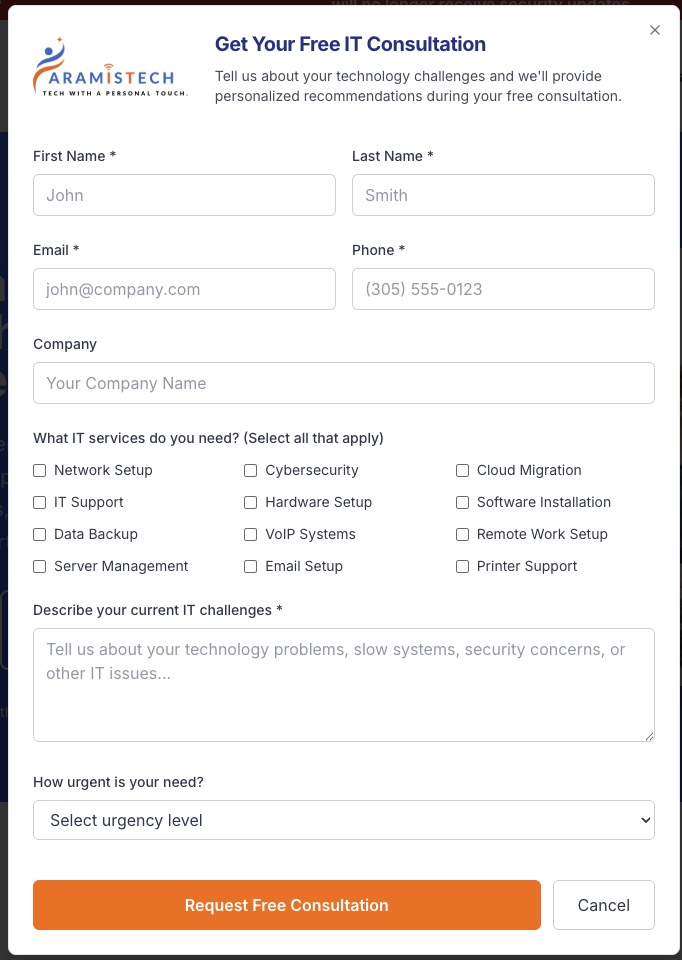 will no longer receive security updates
×
ARAMISTECH
TECH WITH A PERSONAL TOUCH.
Get Your Free IT Consultation
Tell us about your technology challenges and we'll provide
personalized recommendations during your free consultation.
First Name *
Last Name *
John
Smith
Email *
Phone *
john@company.com
(305) 555-0123
Company
Your Company Name
What IT services do you need? (Select all that apply)
Network Setup
Cybersecurity
Cloud Migration
IT Support
Hardware Setup
Software Installation
Data Backup
VoIP Systems
Remote Work Setup
Server Management
Email Setup
Printer Support
Describe your current IT challenges *
Tell us about your technology problems, slow systems, security concerns, or
other IT issues...
How urgent is your need?
Select urgency level
Request Free Consultation
Cancel